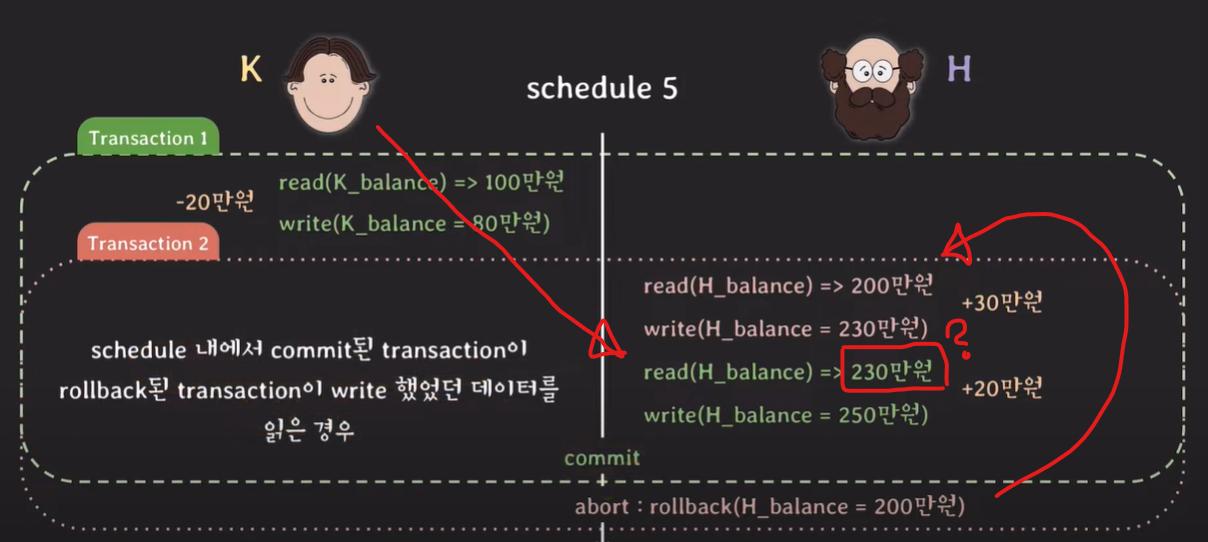 K
schedule 5
H
Transaction 1
-20만원
read(K_balance) => 100만원
write(K_balance = 80만원)
Transaction 2
read(H_balance) => 200만원
write(H_balance = 230만원)
+30만원
?
read(H_balance) => 230만원
write(H_balance = 250만원)
+20만원
schedule 내에서 commit된 transaction이
rollback된 transaction이 write 했었던 데이터를
읽은 경우
commit
abort : rollback(H_balance = 200만원)